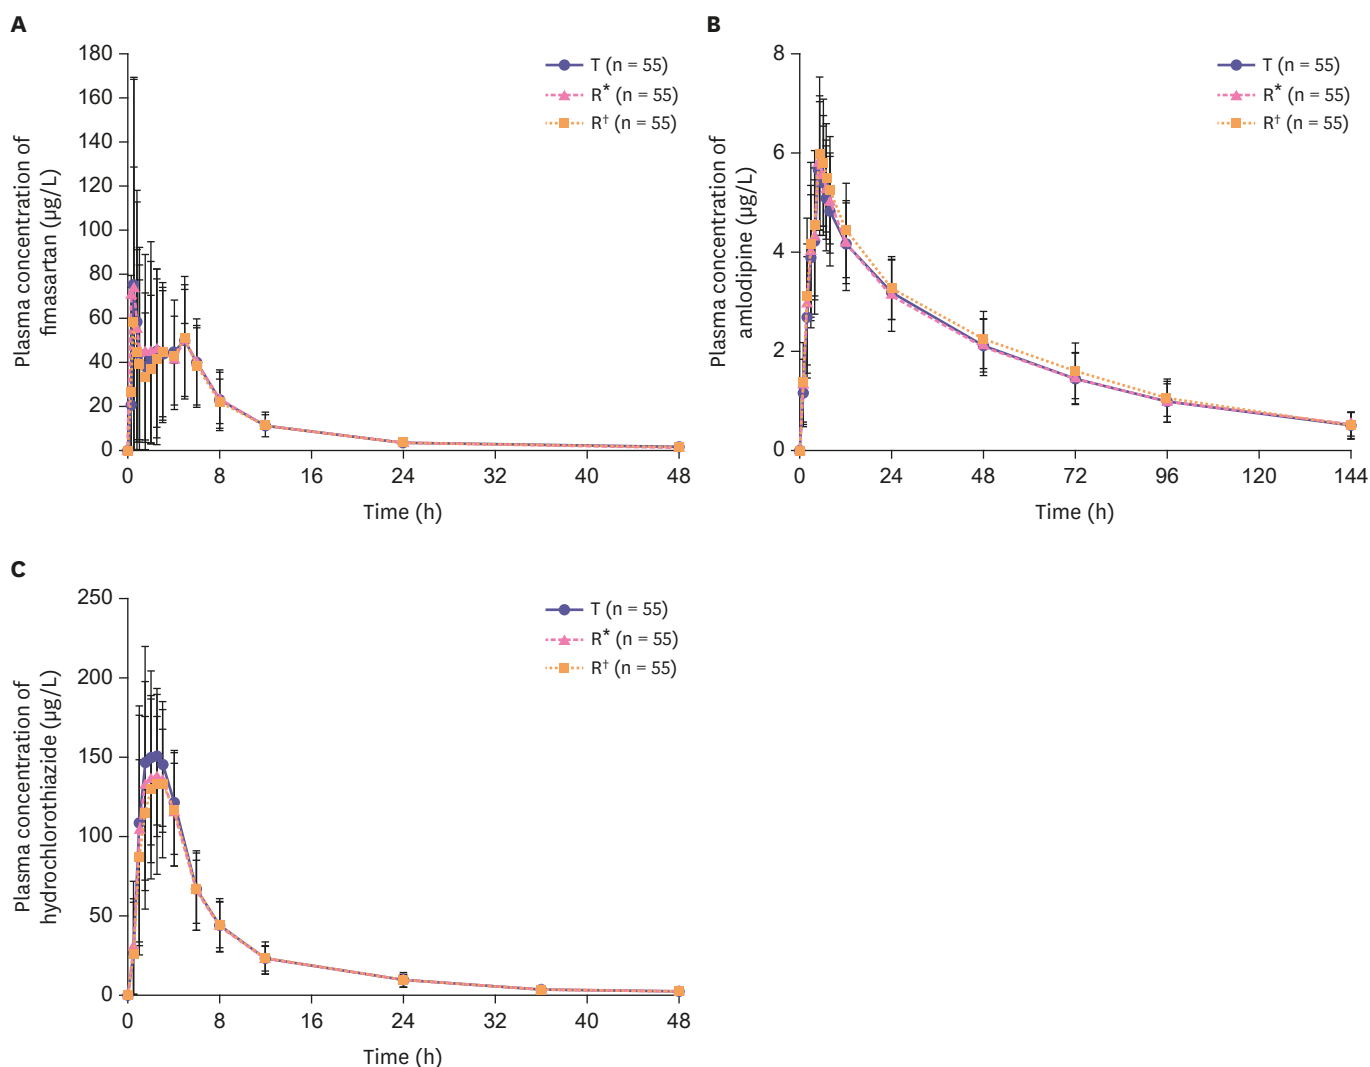 A
Plasma concentration of
fimasartan (µg/L)
180
160
140
120
100
80
60
40
20
0
0 8 16 24 32 40 48
Time (h)
T (n = 55)
R* (n = 55)
R† (n = 55)
B
Plasma concentration of
amlodipine (µg/L)
8
6
4
2
0
0 24 48 72 96 120 144
Time (h)
T (n = 55)
R* (n = 55)
R† (n = 55)
C
Plasma concentration of
hydrochlorothiazide (µg/L)
250
200
150
100
50
0
0 8 16 24 32 40 48
Time (h)
T (n = 55)
R* (n = 55)
R† (n = 55)